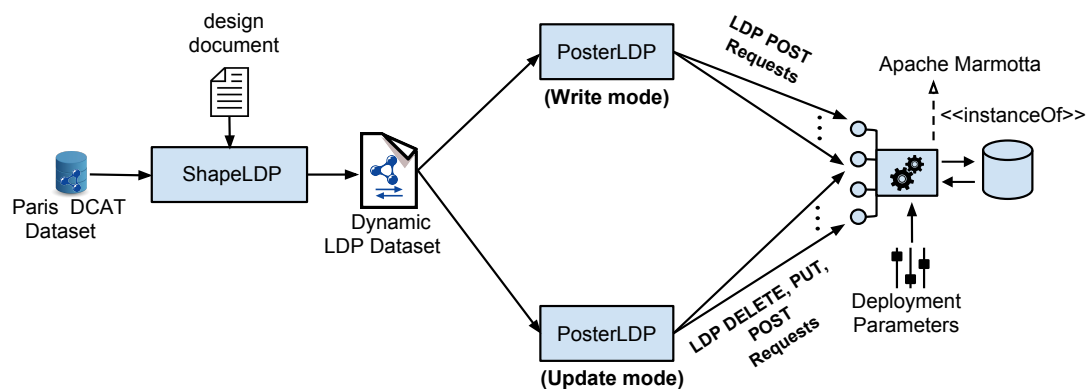 design
document
ShapeLDP
Paris DCAT
Dataset
Dynamic
LDP Dataset
PosterLDP
(Write mode)
PosterLDP
(Update mode)
LDP POST
Requests
LDP DELETE, PUT,
POST
Requests
Apache Marmotta
<<instanceOf>>
Deployment
Parameters